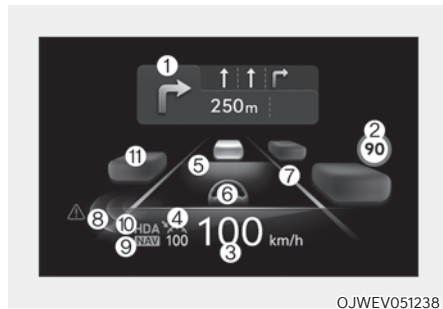 ①
250m
②
90
⑪
⑤
⑦
⑥
⑧
⑩ HDA ④
⑨ NAV 100 100 km/h
③
OJWEV051238